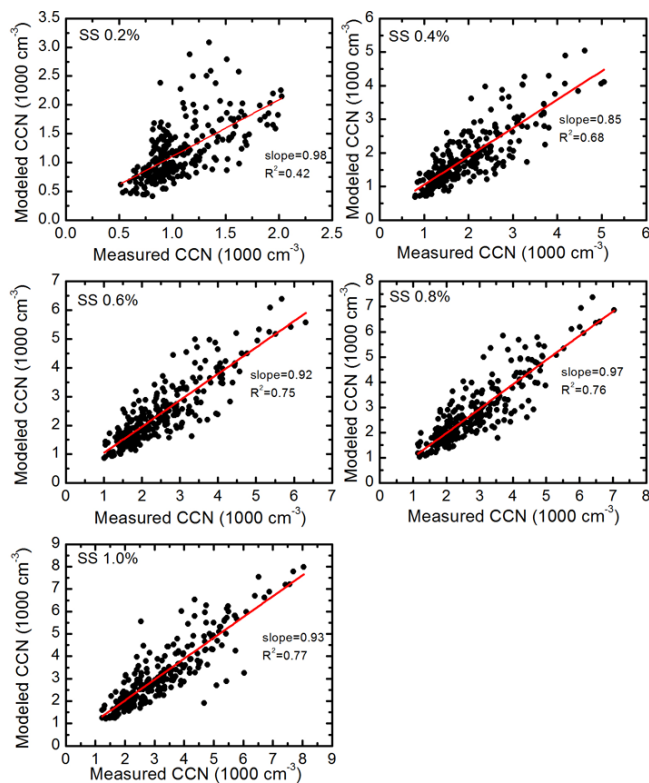 SS 0.2%
Modeled CCN (1000 cm⁻³)
3.5
3.0
2.5
2.0
1.5
1.0
0.5
0.0
slope=0.98
R²=0.42
0.0 0.5 1.0 1.5 2.0 2.5
Measured CCN (1000 cm⁻³)
SS 0.4%
Modeled CCN (1000 cm⁻³)
6
5
4
3
2
1
0
slope=0.85
R²=0.68
0 1 2 3 4 5 6
Measured CCN (1000 cm⁻³)
SS 0.6%
Modeled CCN (1000 cm⁻³)
7
6
5
4
3
2
1
0
slope=0.92
R²=0.75
0 1 2 3 4 5 6 7
Measured CCN (1000 cm⁻³)
SS 0.8%
Modeled CCN (1000 cm⁻³)
8
7
6
5
4
3
2
1
0
slope=0.97
R²=0.76
0 1 2 3 4 5 6 7 8
Measured CCN (1000 cm⁻³)
SS 1.0%
Modeled CCN (1000 cm⁻³)
9
8
7
6
5
4
3
2
1
0
slope=0.93
R²=0.77
0 1 2 3 4 5 6 7 8 9
Measured CCN (1000 cm⁻³)